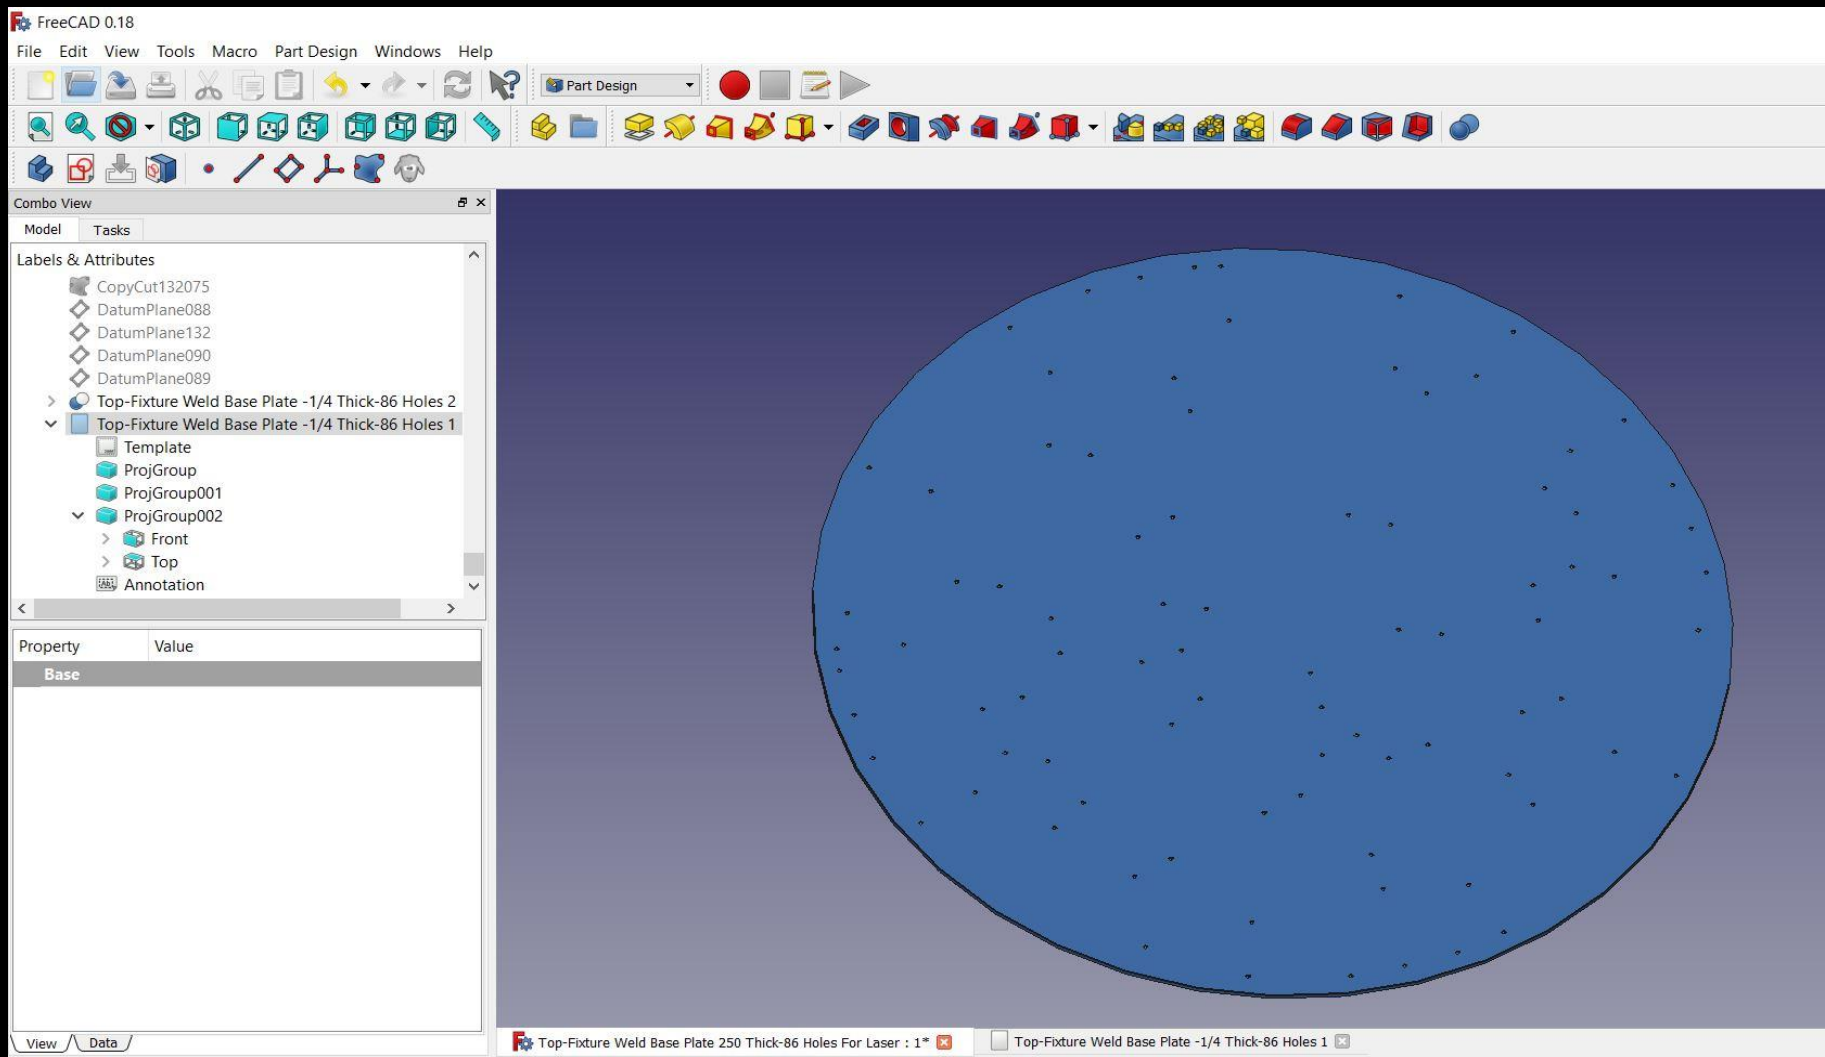 FreeCAD 0.18
File Edit View Tools Macro Part Design Windows Help
Part Design
Combo View
Model Tasks
Labels & Attributes
CopyCut132075
DatumPlane088
DatumPlane132
DatumPlane090
DatumPlane089
Top-Fixture Weld Base Plate -1/4 Thick-86 Holes 2
Top-Fixture Weld Base Plate -1/4 Thick-86 Holes 1
Template
ProjGroup
ProjGroup001
ProjGroup002
Front
Top
Annotation
Property Value
Base
View Data
Top-Fixture Weld Base Plate 250 Thick-86 Holes For Laser : 1*
Top-Fixture Weld Base Plate -1/4 Thick-86 Holes 1